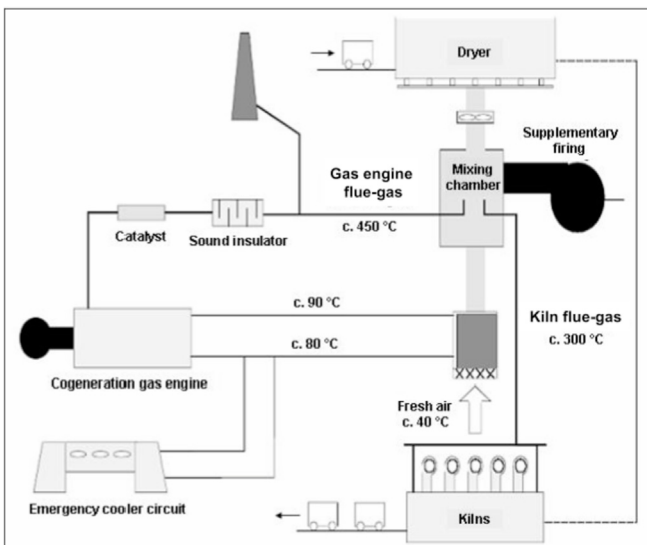 Dryer
Supplementary
firing
Mixing
chamber
Gas engine
flue-gas
c. 450 °C
Catalyst
Sound insulator
c. 90 °C
Kiln flue-gas
c. 300 °C
c. 80 °C
Cogeneration gas engine
Fresh air
c. 40 °C
Emergency cooler circuit
Kilns